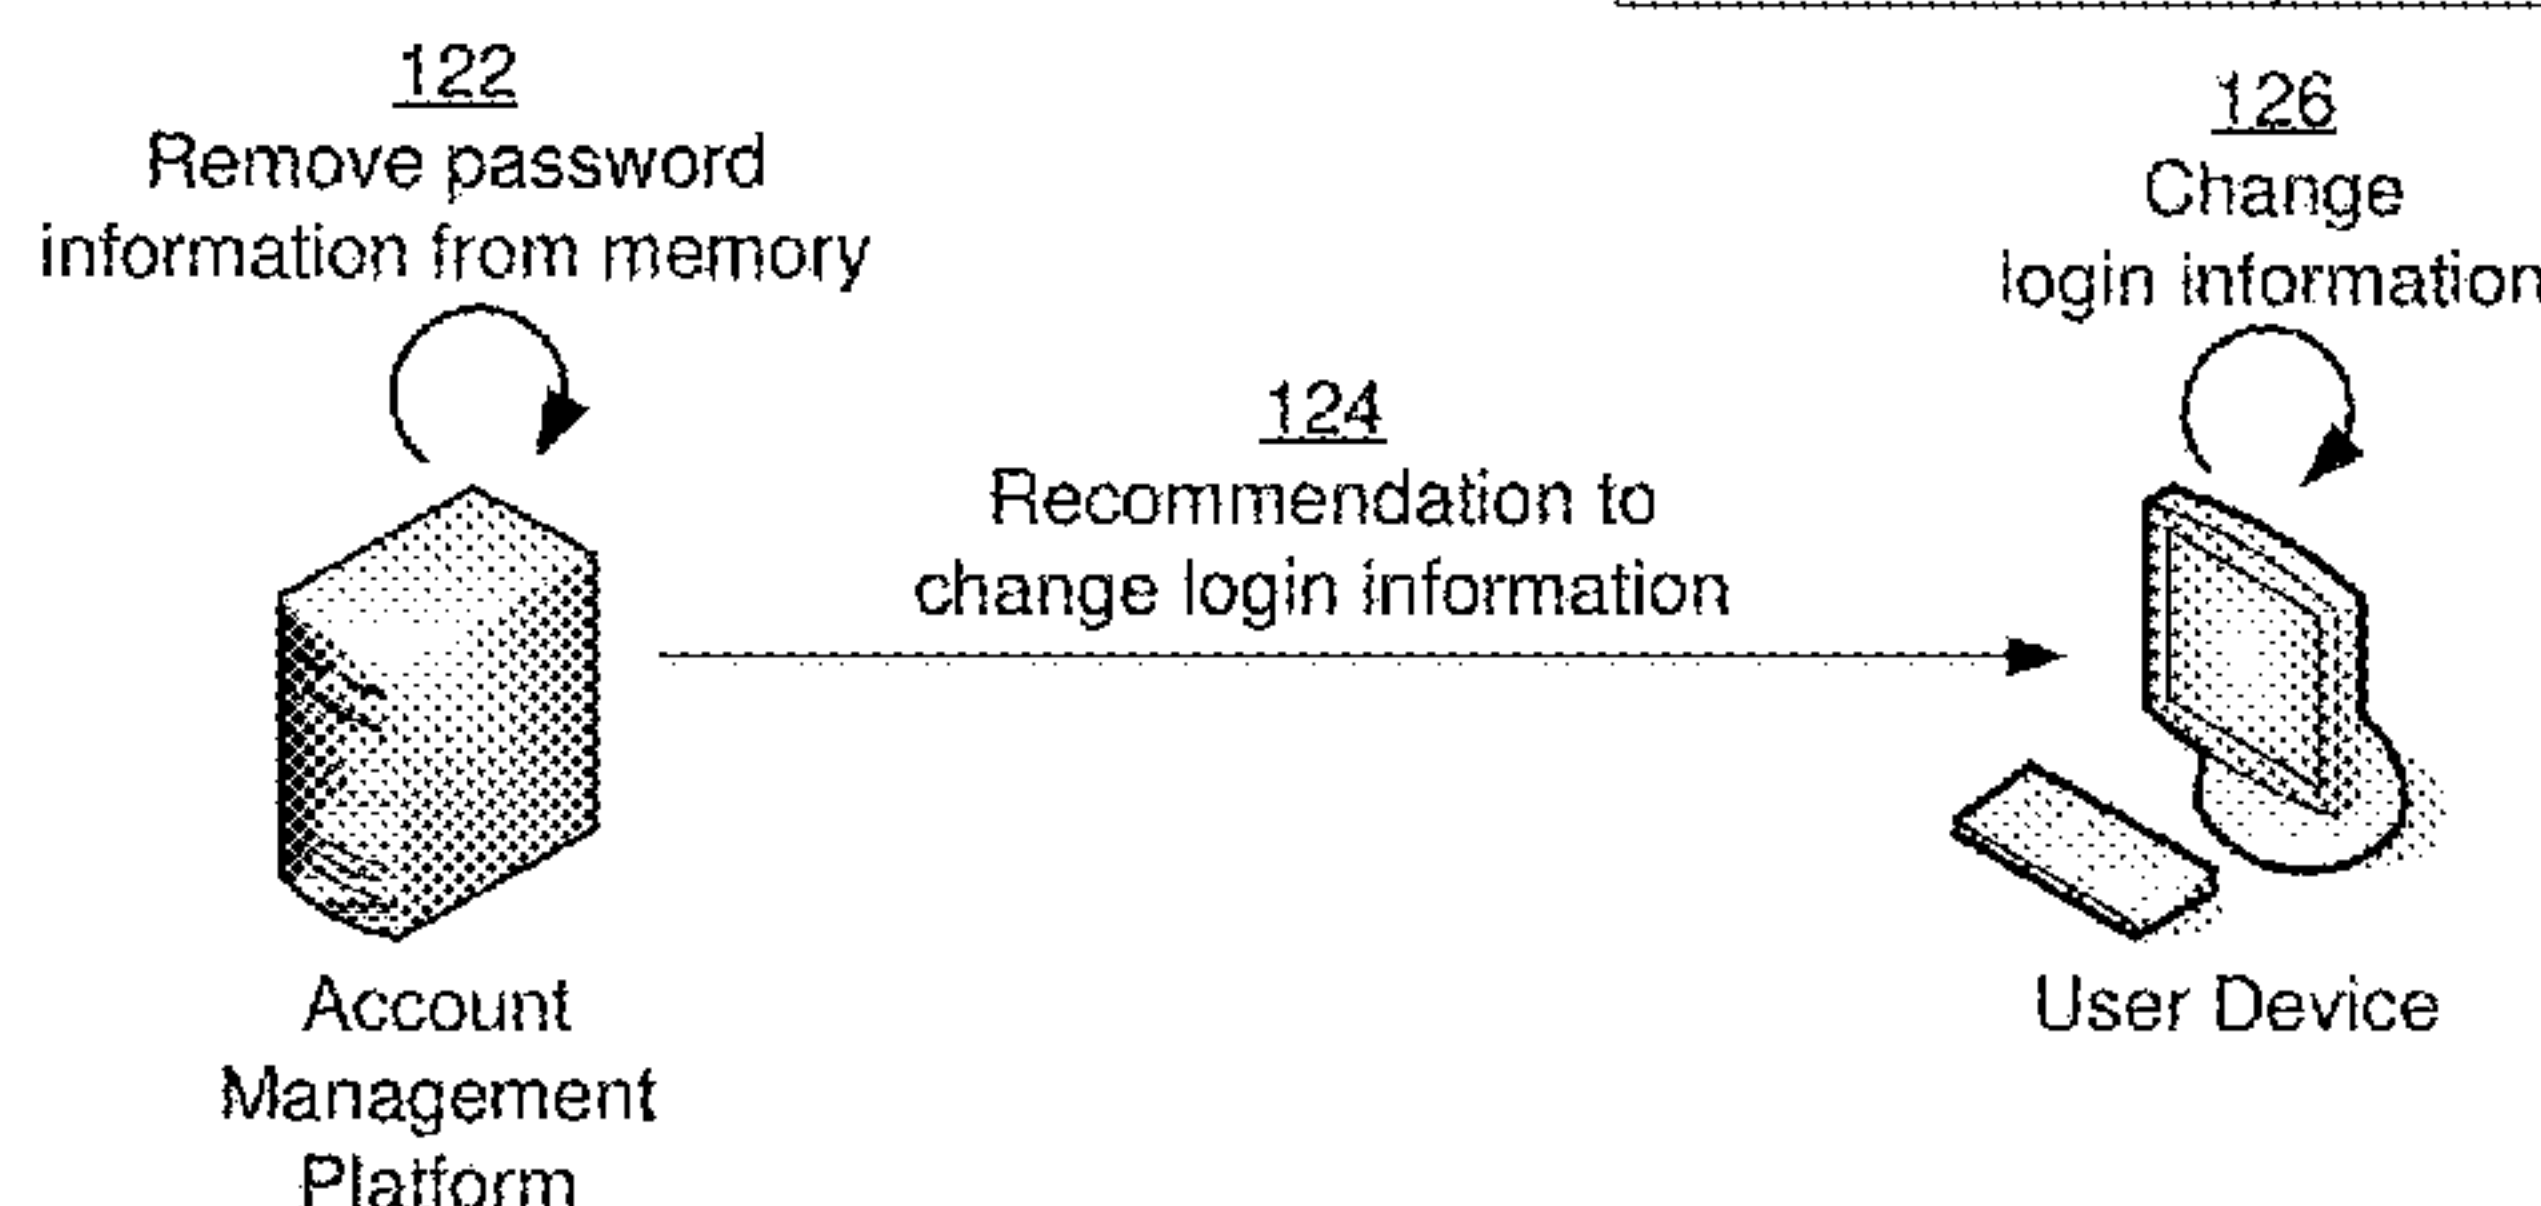 122
Remove password
information from memory
126
Change
login information
124
Recommendation to
change login information
Account
Management
Platform
User Device